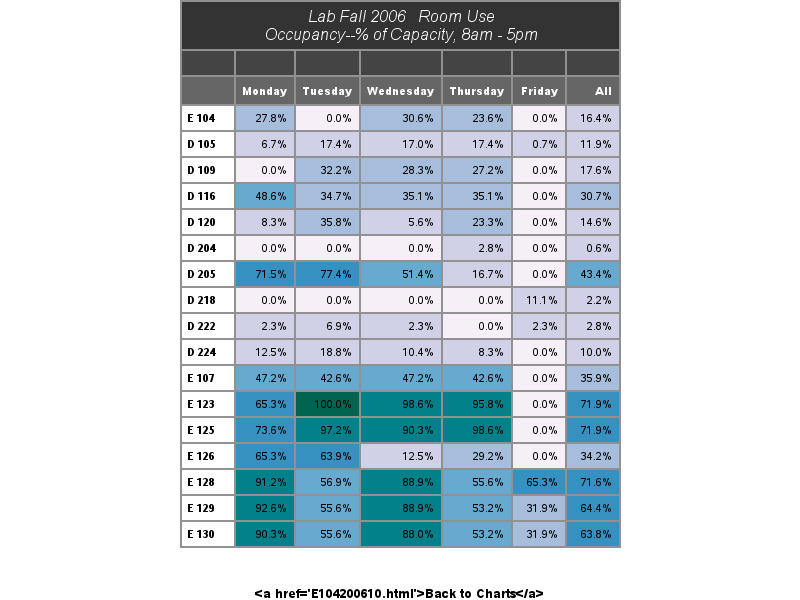 Lab Fall 2006 Room Use
Occupancy--% of Capacity, 8am - 5pm
Monday Tuesday Wednesday Thursday Friday All
E 104 27.8% 0.0% 30.6% 23.6% 0.0% 16.4%
D 105 6.7% 17.4% 17.0% 17.4% 0.7% 11.9%
D 109 0.0% 32.2% 28.3% 27.2% 0.0% 17.6%
D 116 48.6% 34.7% 35.1% 35.1% 0.0% 30.7%
D 120 8.3% 35.8% 5.6% 23.3% 0.0% 14.6%
D 204 0.0% 0.0% 0.0% 2.8% 0.0% 0.6%
D 205 71.5% 77.4% 51.4% 16.7% 0.0% 43.4%
D 218 0.0% 0.0% 0.0% 0.0% 11.1% 2.2%
D 222 2.3% 6.9% 2.3% 0.0% 2.3% 2.8%
D 224 12.5% 18.8% 10.4% 8.3% 0.0% 10.0%
E 107 47.2% 42.6% 47.2% 42.6% 0.0% 35.9%
E 123 65.3% 100.0% 98.6% 95.8% 0.0% 71.9%
E 125 73.6% 97.2% 90.3% 98.6% 0.0% 71.9%
E 126 65.3% 63.9% 12.5% 29.2% 0.0% 34.2%
E 128 91.2% 56.9% 88.9% 55.6% 65.3% 71.6%
E 129 92.6% 55.6% 88.9% 53.2% 31.9% 64.4%
E 130 90.3% 55.6% 88.0% 53.2% 31.9% 63.8%
<a href='E104200610.html'>Back to Charts</a>